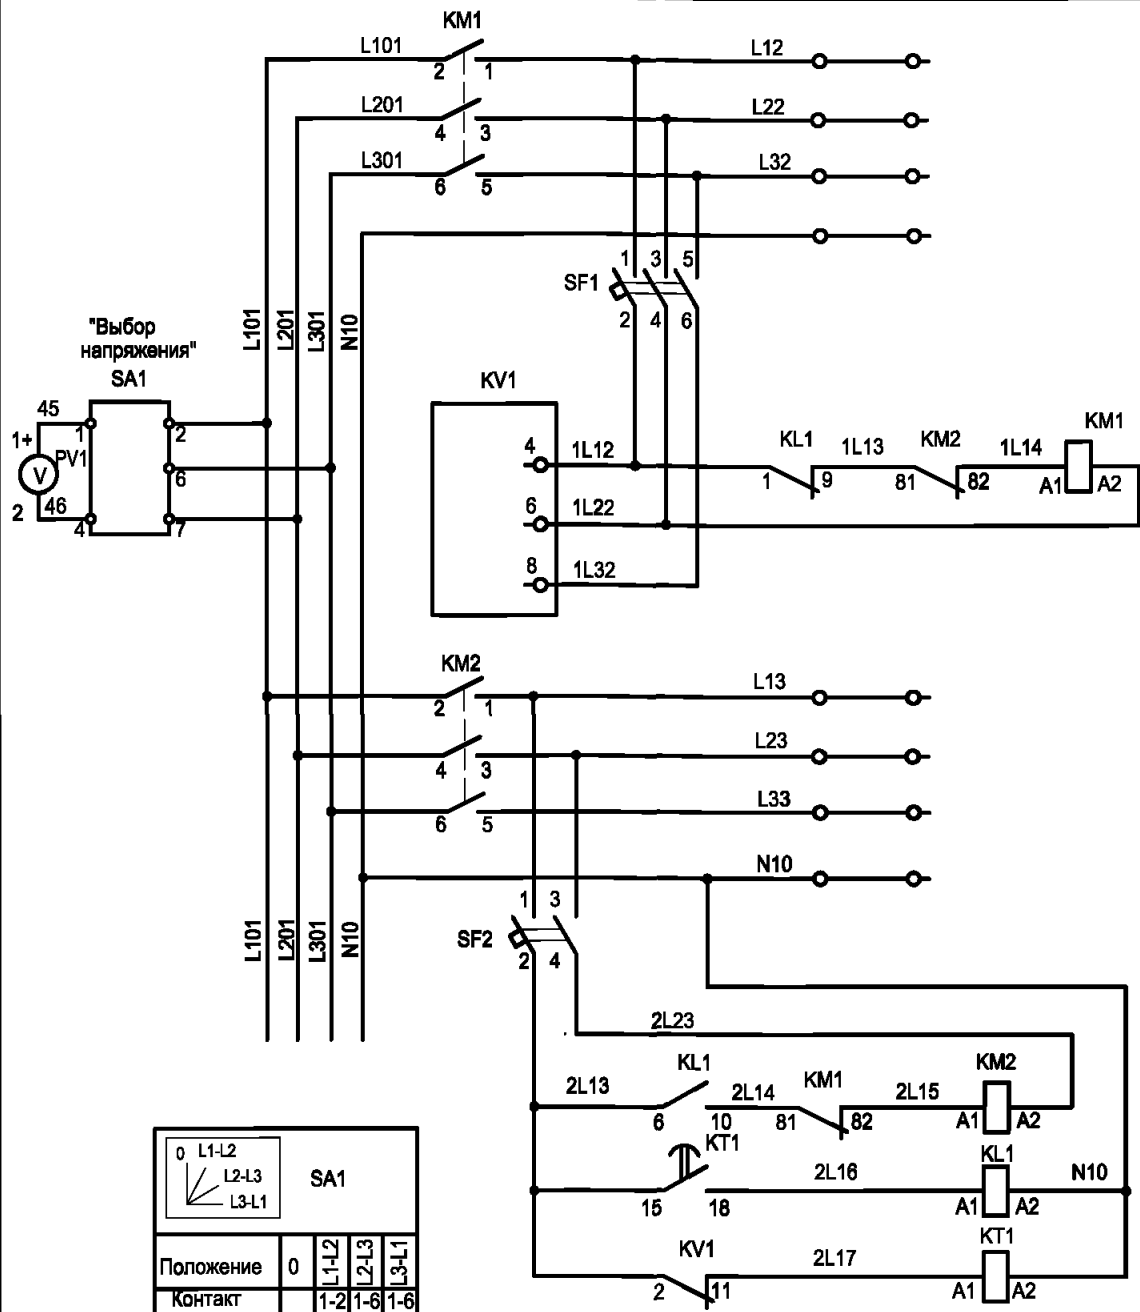 KM1
L101
2
1
L12
L201
4
3
L22
L301
6
5
L32
1
3
5
SF1
2
4
6
L101
L201
L301
N10
"Выбор
напряжения"
SA1
KV1
45
1
2
1+
PV1
V
6
46
2
4
7
4
1L12
KL1
1L13
KM2
1L14
KM1
1
9
81
82
A1
A2
6
1L22
8
1L32
KM2
2
1
L13
4
3
L23
6
5
L33
N10
1
3
SF2
2
4
L101
L201
L301
N10
2L23
KL1
KM2
2L13
KM1
2L14
2L15
6
10
81
82
A1
A2
KT1
KL1
2L16
N10
15
18
A1
A2
KV1
KT1
2L17
2
11
A1
A2
0
L1-L2
L2-L3
L3-L1
SA1
Положение
0
L1-L2
L2-L3
L3-L1
Контакт
1-2
1-6
1-6